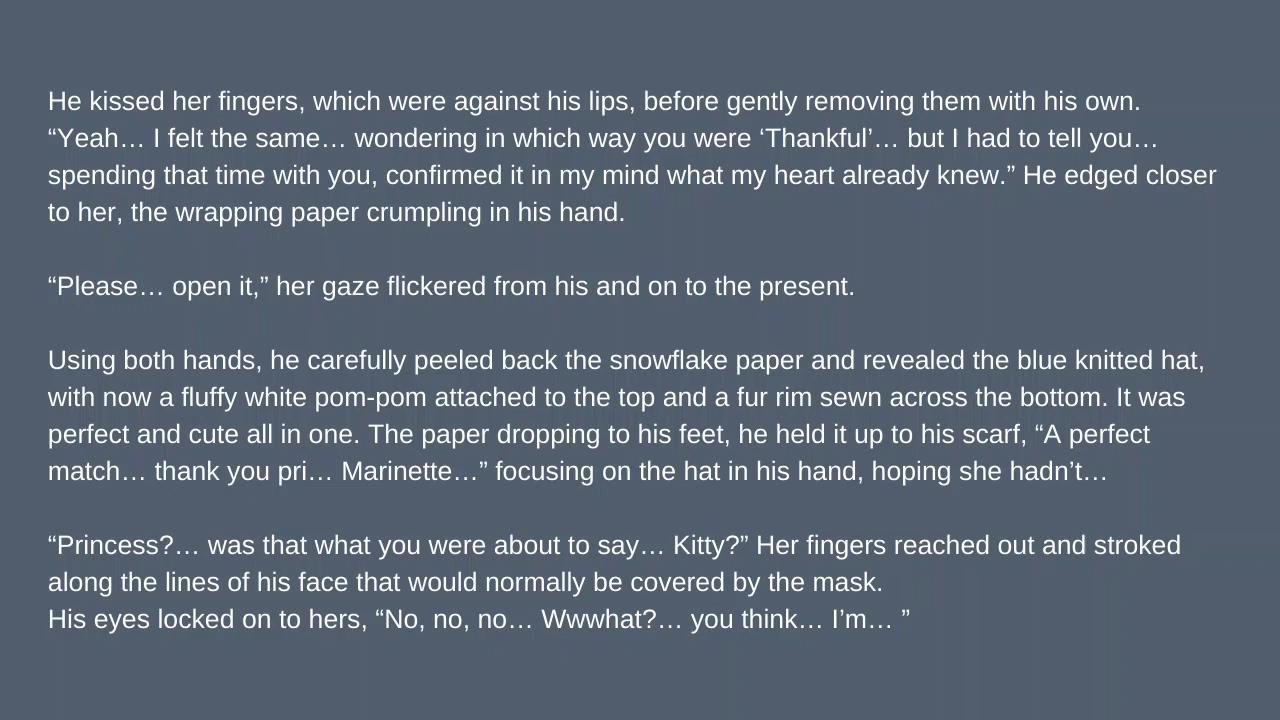 He kissed her fingers, which were against his lips, before gently removing them with his own.
“Yeah… I felt the same… wondering in which way you were ‘Thankful’… but I had to tell you…
spending that time with you, confirmed it in my mind what my heart already knew.” He edged closer
to her, the wrapping paper crumpling in his hand.
“Please… open it,” her gaze flickered from his and on to the present.
Using both hands, he carefully peeled back the snowflake paper and revealed the blue knitted hat,
with now a fluffy white pom-pom attached to the top and a fur rim sewn across the bottom. It was
perfect and cute all in one. The paper dropping to his feet, he held it up to his scarf, “A perfect
match… thank you pri… Marinette…” focusing on the hat in his hand, hoping she hadn’t…
“Princess?… was that what you were about to say… Kitty?” Her fingers reached out and stroked
along the lines of his face that would normally be covered by the mask.
His eyes locked on to hers, “No, no, no… Wwwhat?… you think… I’m… ”